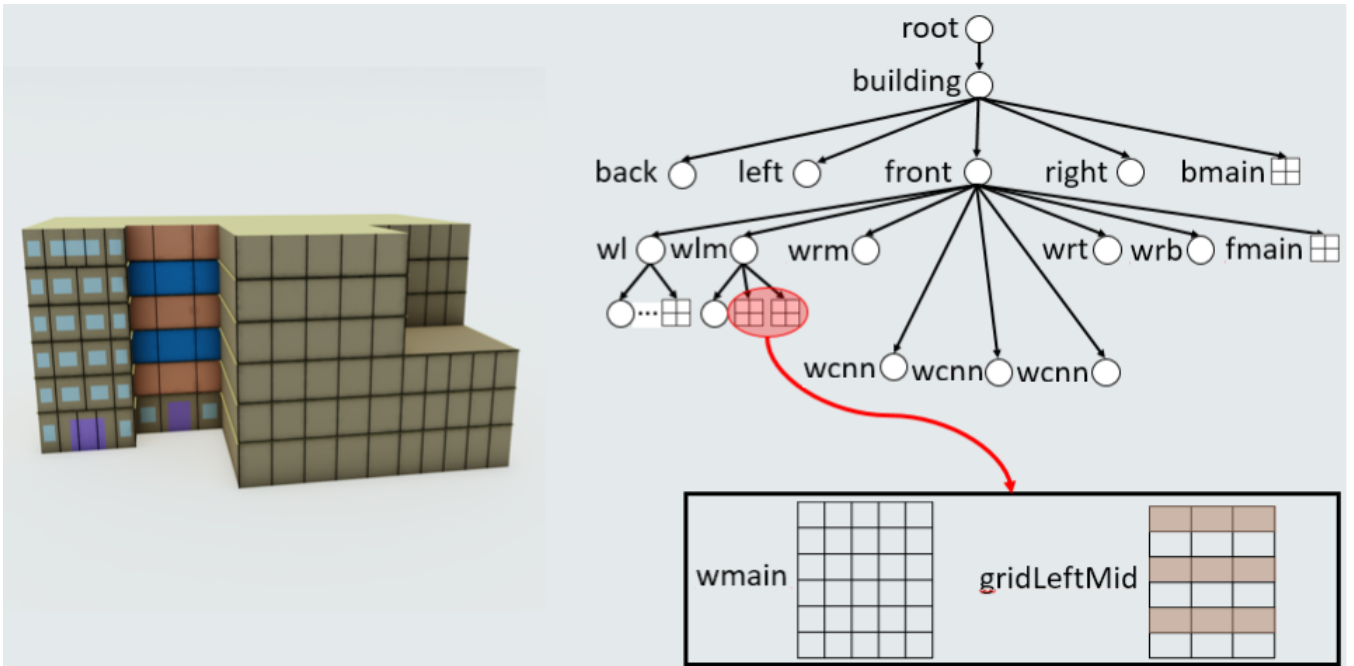 root
building
back left front right bmain
wl wlm wrm wrt wrb fmain
...
wcnn wcnn wcnn
wmain gridLeftMid